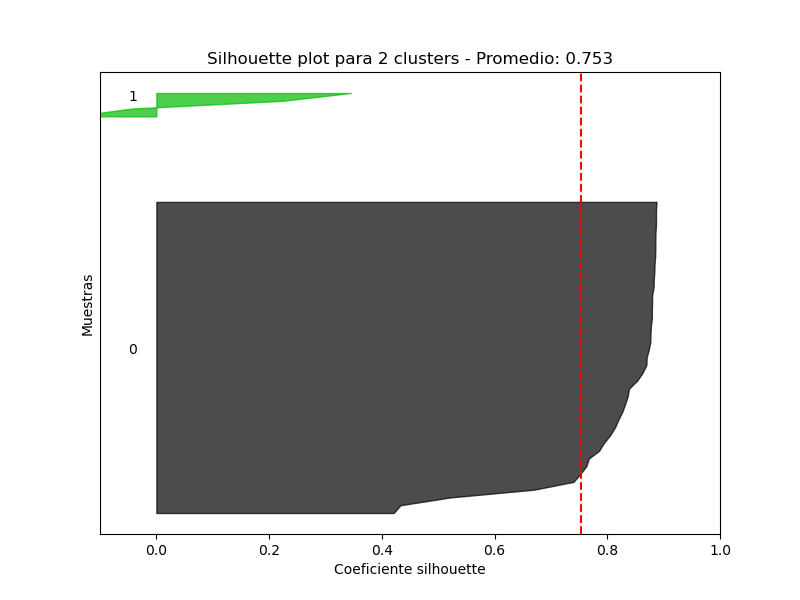 Silhouette plot para 2 clusters - Promedio: 0.753
1
0
Muestras
0.0 0.2 0.4 0.6 0.8 1.0
Coeficiente silhouette